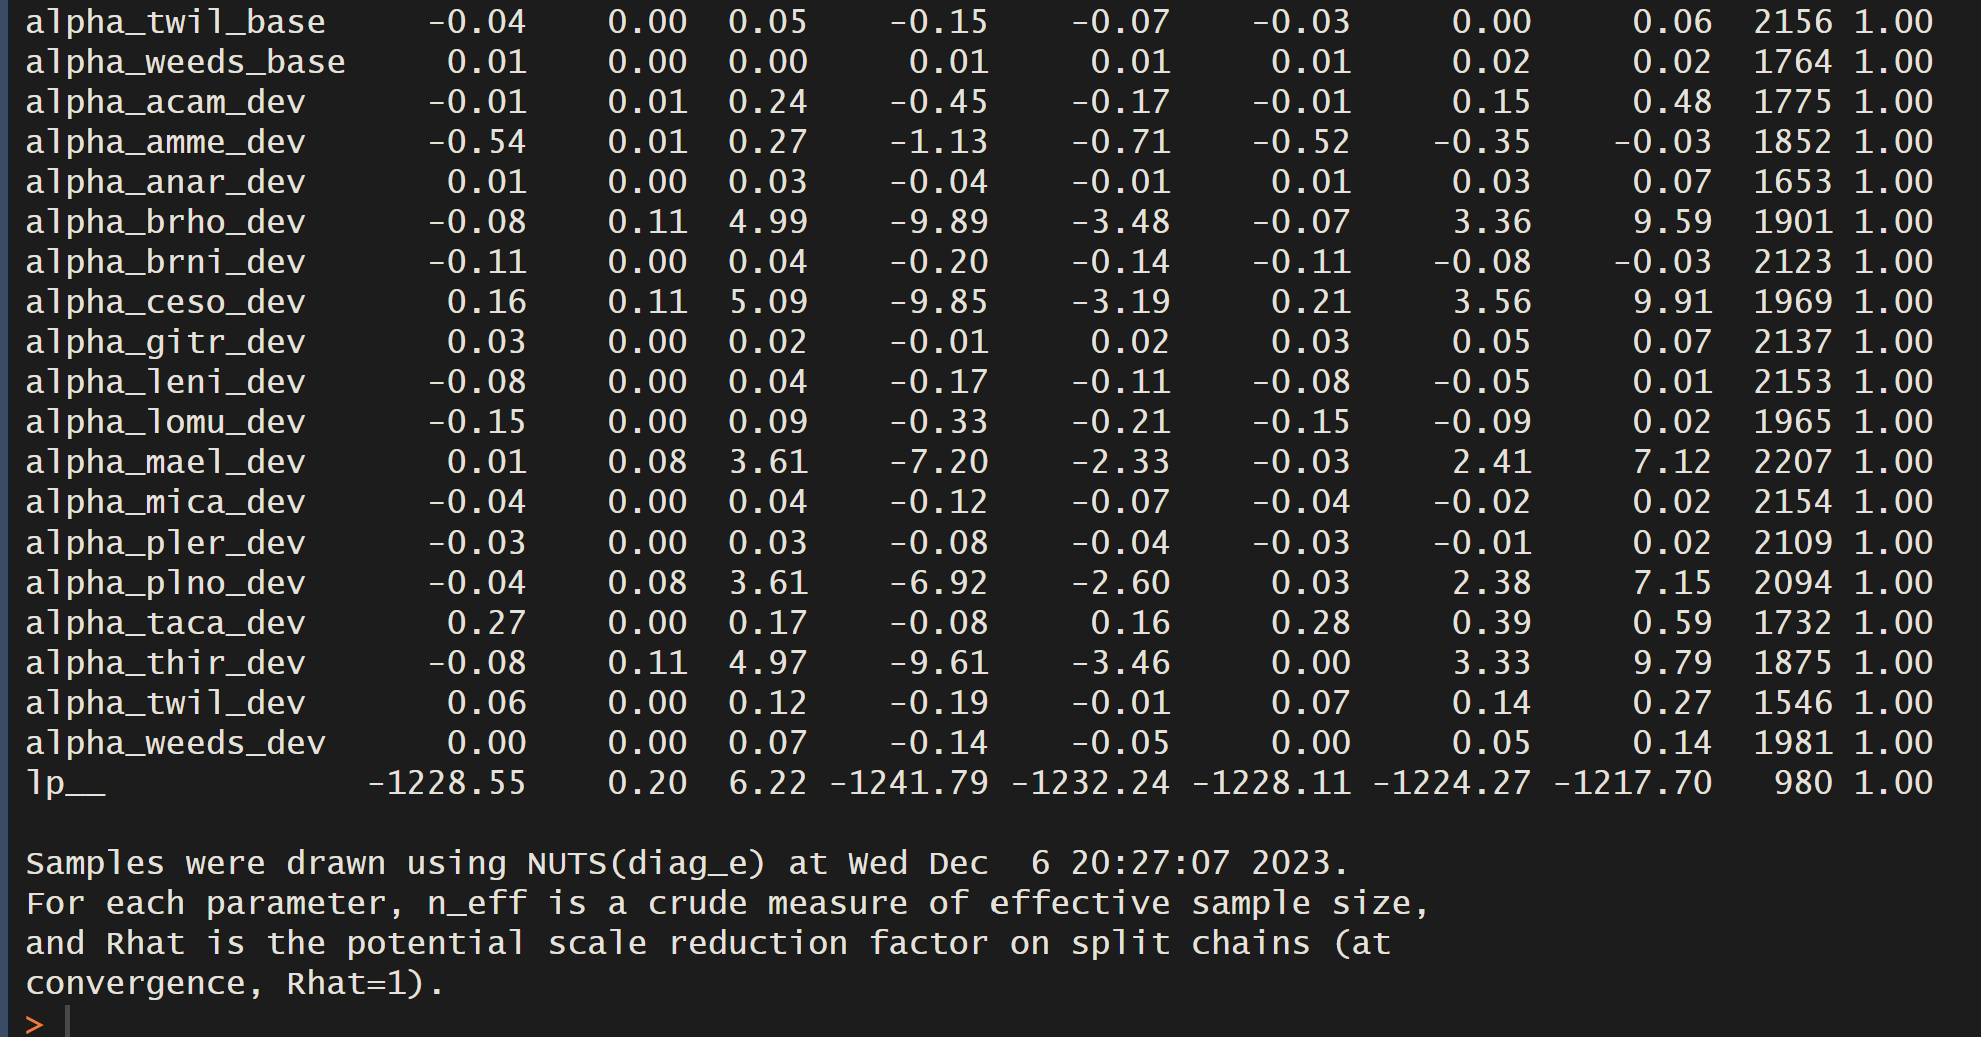 alpha_twil_base -0.04 0.00 0.05 -0.15 -0.07 -0.03 0.00 0.06 2156 1.00
alpha_weeds_base 0.01 0.00 0.00 0.01 0.01 0.01 0.02 0.02 1764 1.00
alpha_acam_dev -0.01 0.01 0.24 -0.45 -0.17 -0.01 0.15 0.48 1775 1.00
alpha_amme_dev -0.54 0.01 0.27 -1.13 -0.71 -0.52 -0.35 -0.03 1852 1.00
alpha_anar_dev 0.01 0.00 0.03 -0.04 -0.01 0.01 0.03 0.07 1653 1.00
alpha_brho_dev -0.08 0.11 4.99 -9.89 -3.48 -0.07 3.36 9.59 1901 1.00
alpha_brni_dev -0.11 0.00 0.04 -0.20 -0.14 -0.11 -0.08 -0.03 2123 1.00
alpha_ceso_dev 0.16 0.11 5.09 -9.85 -3.19 0.21 3.56 9.91 1969 1.00
alpha_gitr_dev 0.03 0.00 0.02 -0.01 0.02 0.03 0.05 0.07 2137 1.00
alpha_leni_dev -0.08 0.00 0.04 -0.17 -0.11 -0.08 -0.05 0.01 2153 1.00
alpha_lomu_dev -0.15 0.00 0.09 -0.33 -0.21 -0.15 -0.09 0.02 1965 1.00
alpha_mael_dev 0.01 0.08 3.61 -7.20 -2.33 -0.03 2.41 7.12 2207 1.00
alpha_mica_dev -0.04 0.00 0.04 -0.12 -0.07 -0.04 -0.02 0.02 2154 1.00
alpha_pler_dev -0.03 0.00 0.03 -0.08 -0.04 -0.03 -0.01 0.02 2109 1.00
alpha_plno_dev -0.04 0.08 3.61 -6.92 -2.60 0.03 2.38 7.15 2094 1.00
alpha_taca_dev 0.27 0.00 0.17 -0.08 0.16 0.28 0.39 0.59 1732 1.00
alpha_thir_dev -0.08 0.11 4.97 -9.61 -3.46 0.00 3.33 9.79 1875 1.00
alpha_twil_dev 0.06 0.00 0.12 -0.19 -0.01 0.07 0.14 0.27 1546 1.00
alpha_weeds_dev 0.00 0.00 0.07 -0.14 -0.05 0.00 0.05 0.14 1981 1.00
lp__ -1228.55 0.20 6.22 -1241.79 -1232.24 -1228.11 -1224.27 -1217.70 980 1.00
Samples were drawn using NUTS(diag_e) at Wed Dec  6 20:27:07 2023.
For each parameter, n_eff is a crude measure of effective sample size,
and Rhat is the potential scale reduction factor on split chains (at
convergence, Rhat=1).
>